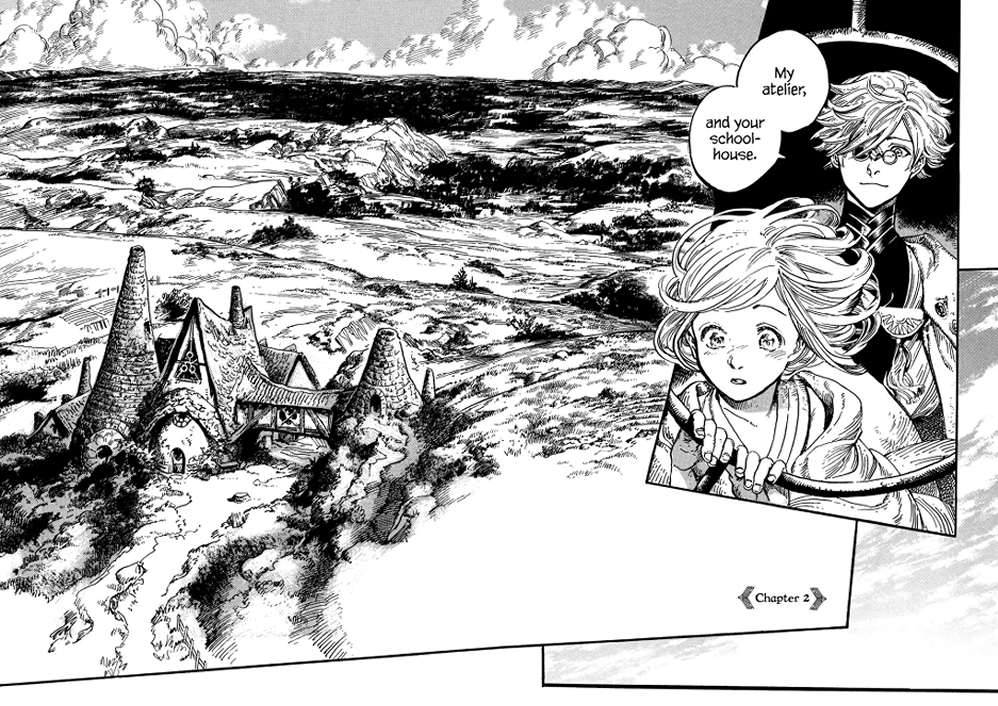 My
atelier,
and your
school-
house.
Chapter 2